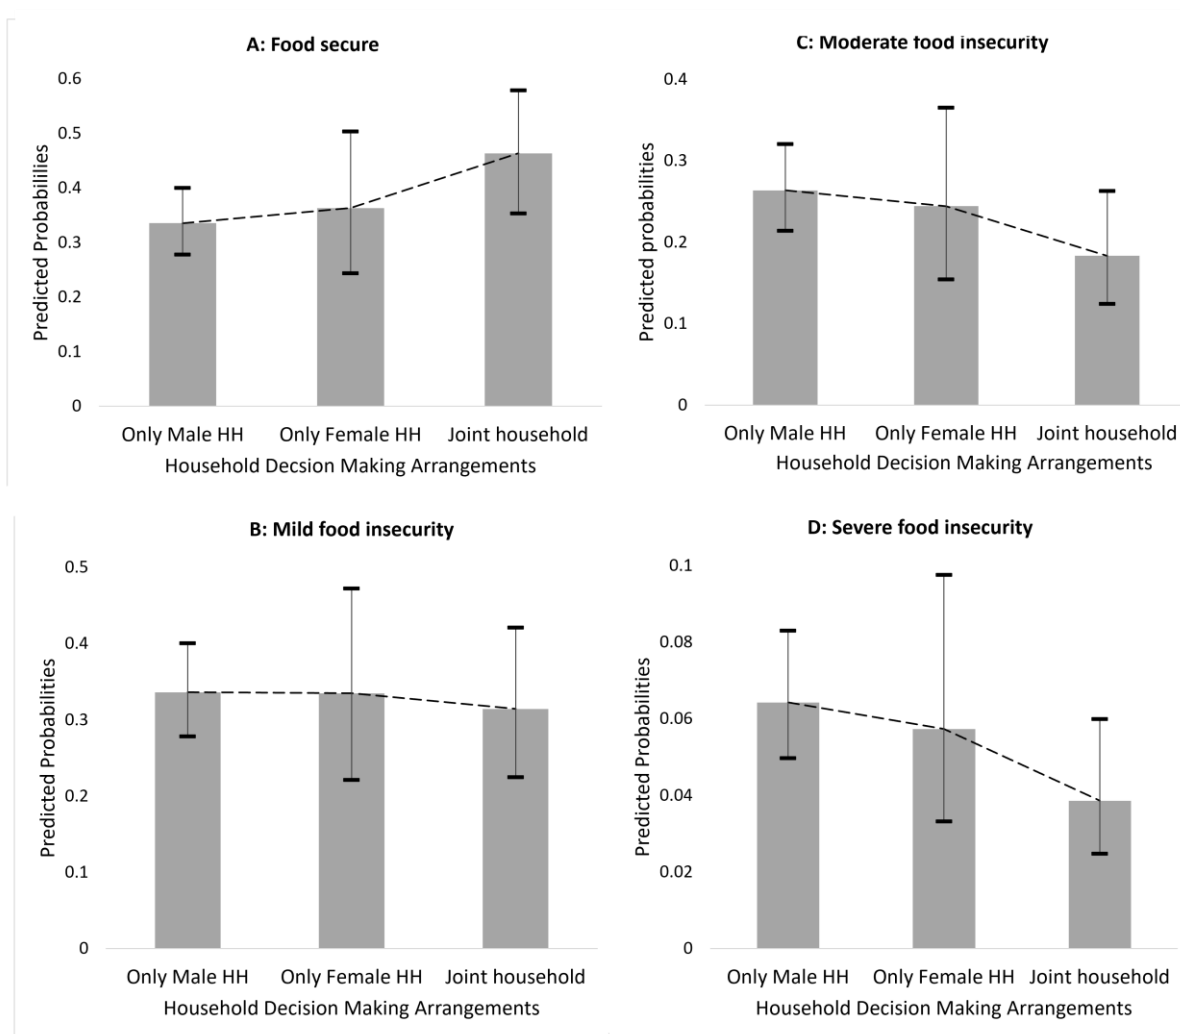 A: Food secure
Predicted Probabililies
0.6
0.5
0.4
0.3
0.2
0.1
0
Only Male HH Only Female HH Joint household
Household Decsion Making Arrangements
C: Moderate food insecurity
Predicted probabilities
0.4
0.3
0.2
0.1
0
Only Male HH Only Female HH Joint household
Household Decision Making Arrangements
B: Mild food insecurity
Predicted Probabilities
0.5
0.4
0.3
0.2
0.1
0
Only Male HH Only Female HH Joint household
Household Decision Making Arrangements
D: Severe food insecurity
Predicted Probabilities
0.1
0.08
0.06
0.04
0.02
0
Only Male HH Only Female HH Joint household
Household Decision Making Arrangements